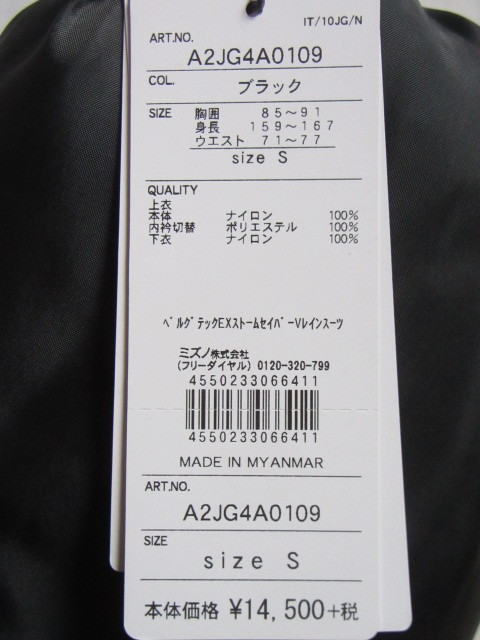 IT/10JG/N
ART.NO.
A2JG4A0109
COL. ブラック
SIZE 胸囲 85～91
身長 159～167
ウエスト 71～77
size S
QUALITY
上衣
本体 ナイロン 100%
内衿切替 ポリエステル 100%
下衣 ナイロン 100%
ﾍﾞﾙｸﾞﾃｯｸEXｽﾄｰﾑｾｲﾊﾞｰVﾚｲﾝｽｰﾂ
ミズノ株式会社
(フリーダイヤル) 0120-320-799
4550233066411
4550233066411
MADE IN MYANMAR
ART.NO.
A2JG4A0109
SIZE
size S
本体価格 ¥14,500+税